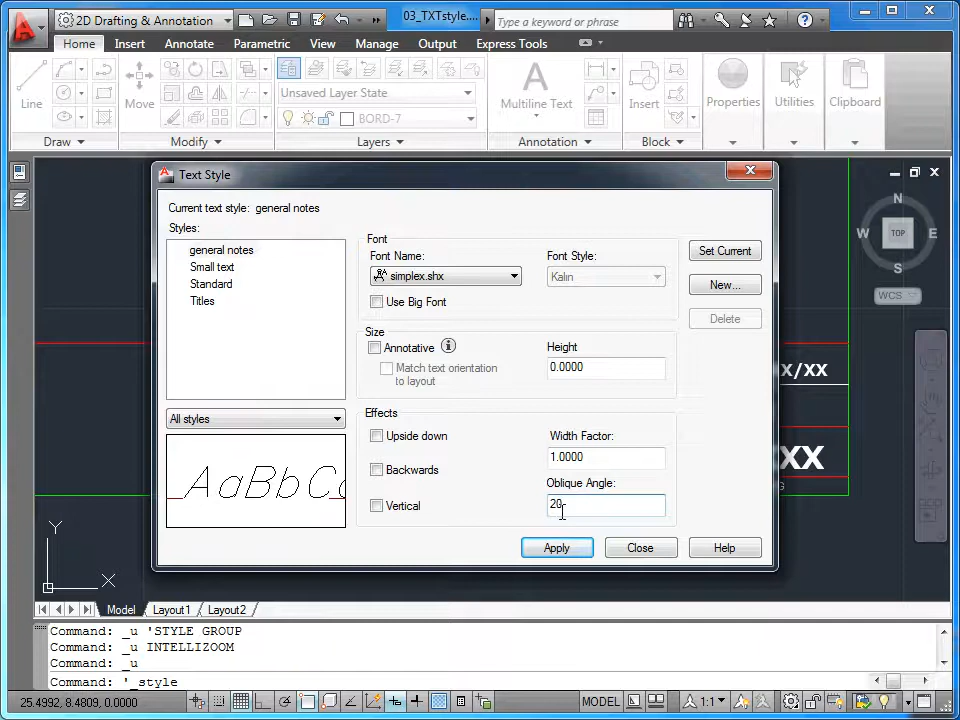 2D Drafting & Annotation
03_TXTstyle....
Type a keyword or phrase
Home Insert Annotate Parametric View Manage Output Express Tools
Line
Move
Unsaved Layer State
BORD-7
Multiline Text
Insert
Properties
Utilities
Clipboard
Draw Modify Layers Annotation Block
Text Style
Current text style: general notes
Styles:
general notes
Small text
Standard
Titles
All styles
AaBbCc
Font
Font Name:
simplex.shx
Font Style:
Kalın
Use Big Font
Size
Annotative
Match text orientation
to layout
Height
0.0000
Effects
Upside down
Backwards
Vertical
Width Factor:
1.0000
Oblique Angle:
20
Set Current
New...
Delete
Apply Close Help
N
W TOP E
S
WCS
X/XX
XX
G
Y
X
Model Layout1 Layout2
Command: _u 'STYLE GROUP
Command: _u INTELLIZOOM
Command: _u
Command: '_style
25.4992, 8.4809, 0.0000
MODEL
1:1